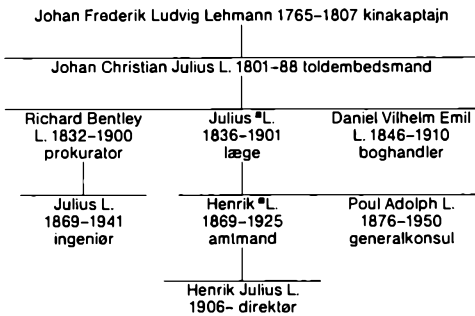 Johan Frederik Ludvig Lehmann 1765–1807 kinakaptajn
Johan Christian Julius L. 1801–88 toldembedsmand
Richard Bentley
L. 1832–1900
prokurator
Julius ▪L.
1836–1901
læge
Daniel Vilhelm Emil
L. 1846–1910
boghandler
Julius L.
1869–1941
ingeniør
Henrik ▪L.
1869–1925
amtmand
Poul Adolph L.
1876–1950
generalkonsul
Henrik Julius L.
1906– direktør